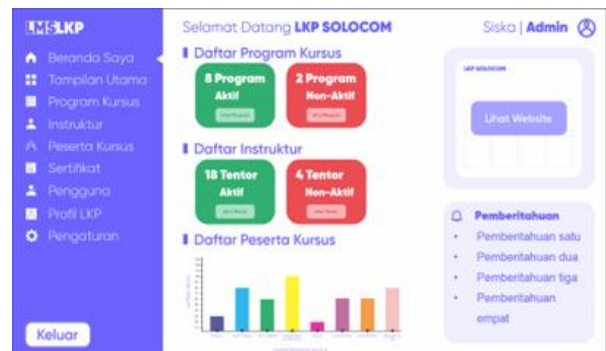 LMSLKP
Beranda Saya
Tampilan Utama
Program Kursus
Instruktur
Peserta Kursus
Sertifikat
Pengguna
Profil LKP
Pengaturan
Keluar
Selamat Datang LKP SOLOCOM
Siska | Admin
Daftar Program Kursus
8 Program
Aktif
2 Program
Non-Aktif
Daftar Instruktur
18 Tentor
Aktif
4 Tentor
Non-Aktif
Daftar Peserta Kursus
LKP SOLOCOM
Lihat Website
Pemberitahuan
• Pemberitahuan satu
• Pemberitahuan dua
• Pemberitahuan tiga
• Pemberitahuan
empat